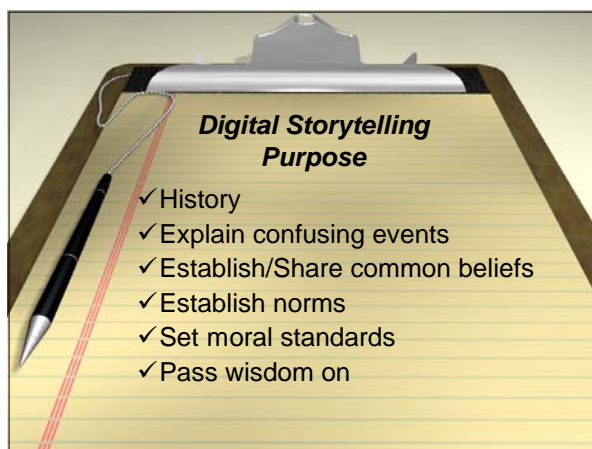 Digital Storytelling
Purpose
✓History
✓Explain confusing events
✓Establish/Share common beliefs
✓Establish norms
✓Set moral standards
✓Pass wisdom on